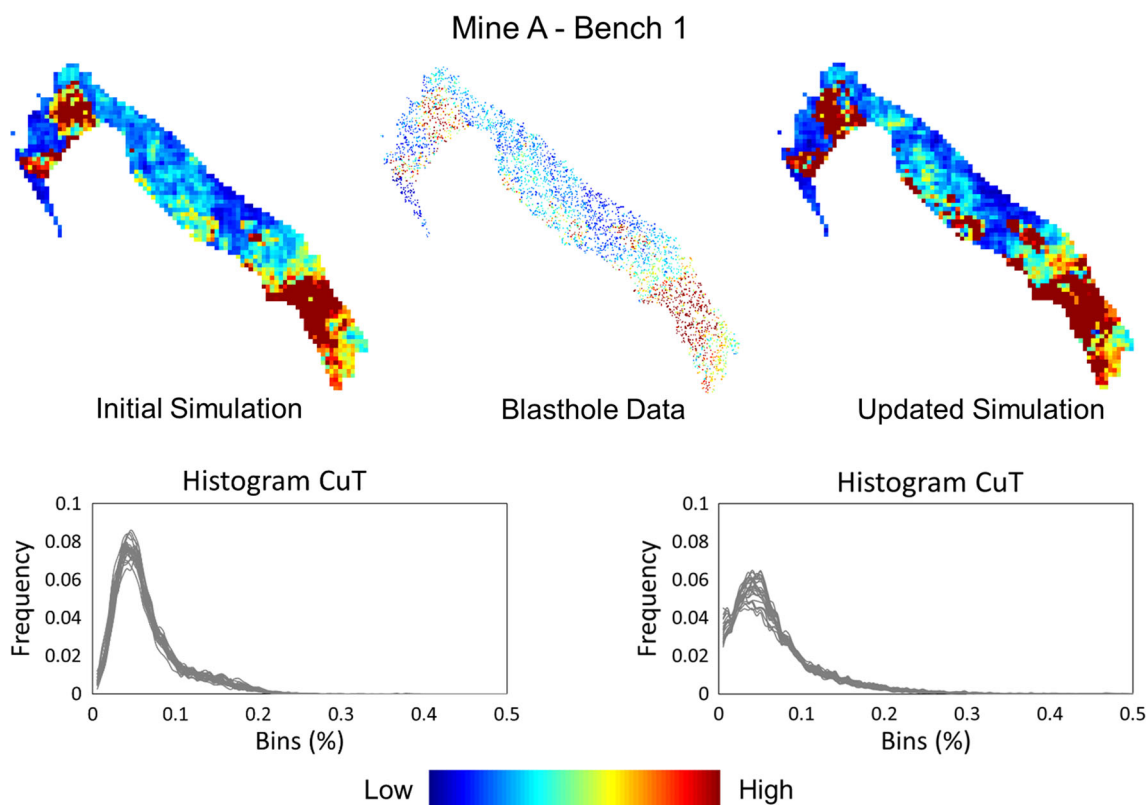 Mine A - Bench 1
Initial Simulation
Blasthole Data
Updated Simulation
Histogram CuT
0.1
0.08
0.06
0.04
0.02
0
Frequency
0 0.1 0.2 0.3 0.4 0.5
Bins (%)
Histogram CuT
0.1
0.08
0.06
0.04
0.02
0
Frequency
0 0.1 0.2 0.3 0.4 0.5
Bins (%)
Low High